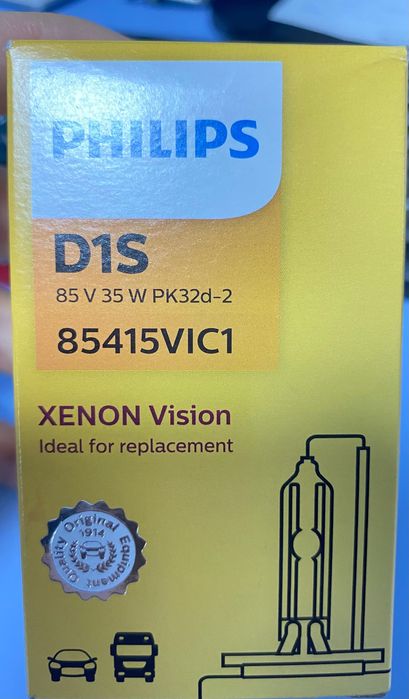 PHILIPS
D1S
85 V 35 W PK32d-2
85415VIC1
XENON Vision
Ideal for replacement
Original
1914
Quality
Equipment